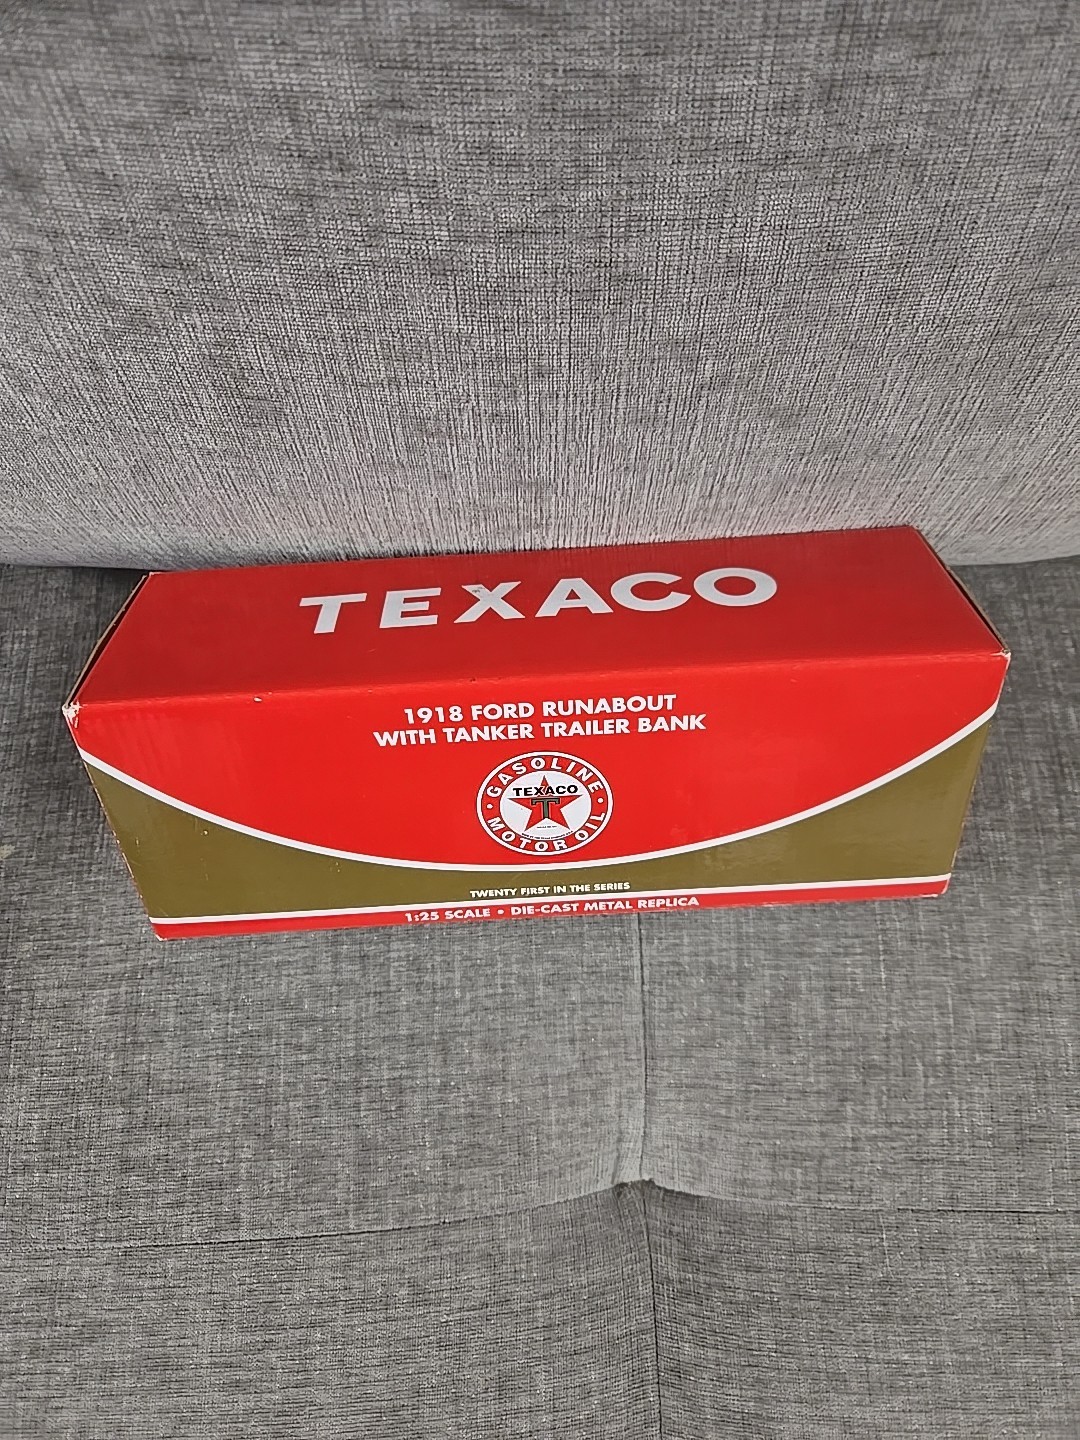 TEXACO
1918 FORD RUNABOUT
WITH TANKER TRAILER BANK
GASOLINE
TEXACO
T
MOTOR OIL
TWENTY FIRST IN THE SERIES
1:25 SCALE • DIE-CAST METAL REPLICA